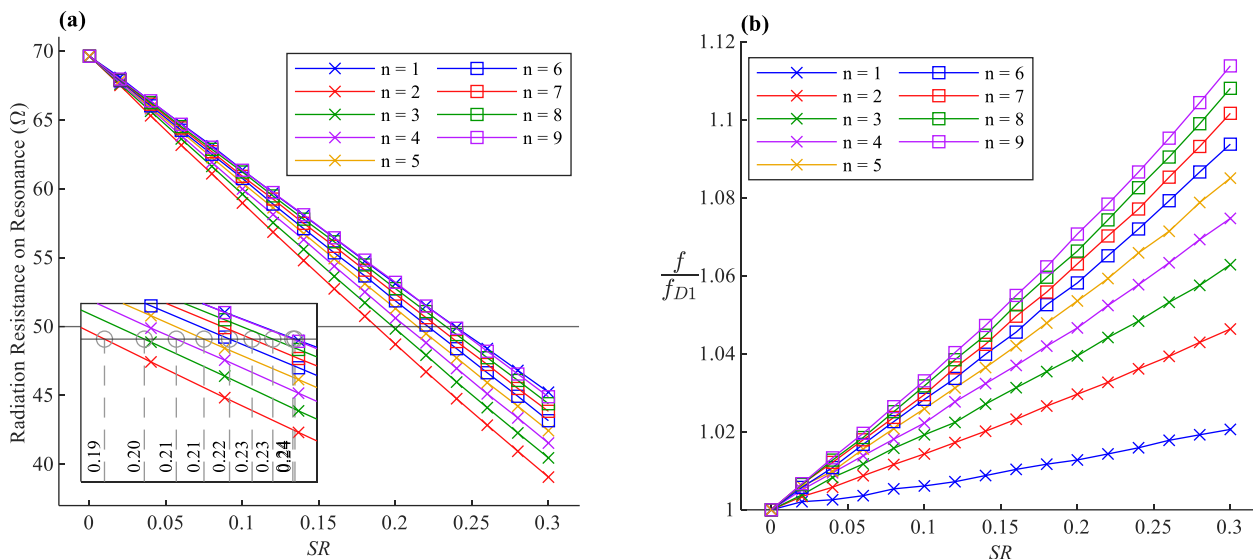 (a)
70
65
60
55
50
45
40
Radiation Resistance on Resonance (Ω)
n = 1
n = 2
n = 3
n = 4
n = 5
n = 6
n = 7
n = 8
n = 9
0.19
0.20
0.21
0.21
0.22
0.23
0.23
0.24
0 0.05 0.1 0.15 0.2 0.25 0.3
SR
(b)
1.12
1.1
1.08
1.06
1.04
1.02
1
f
f_{D1}
n = 1
n = 2
n = 3
n = 4
n = 5
n = 6
n = 7
n = 8
n = 9
0 0.05 0.1 0.15 0.2 0.25 0.3
SR